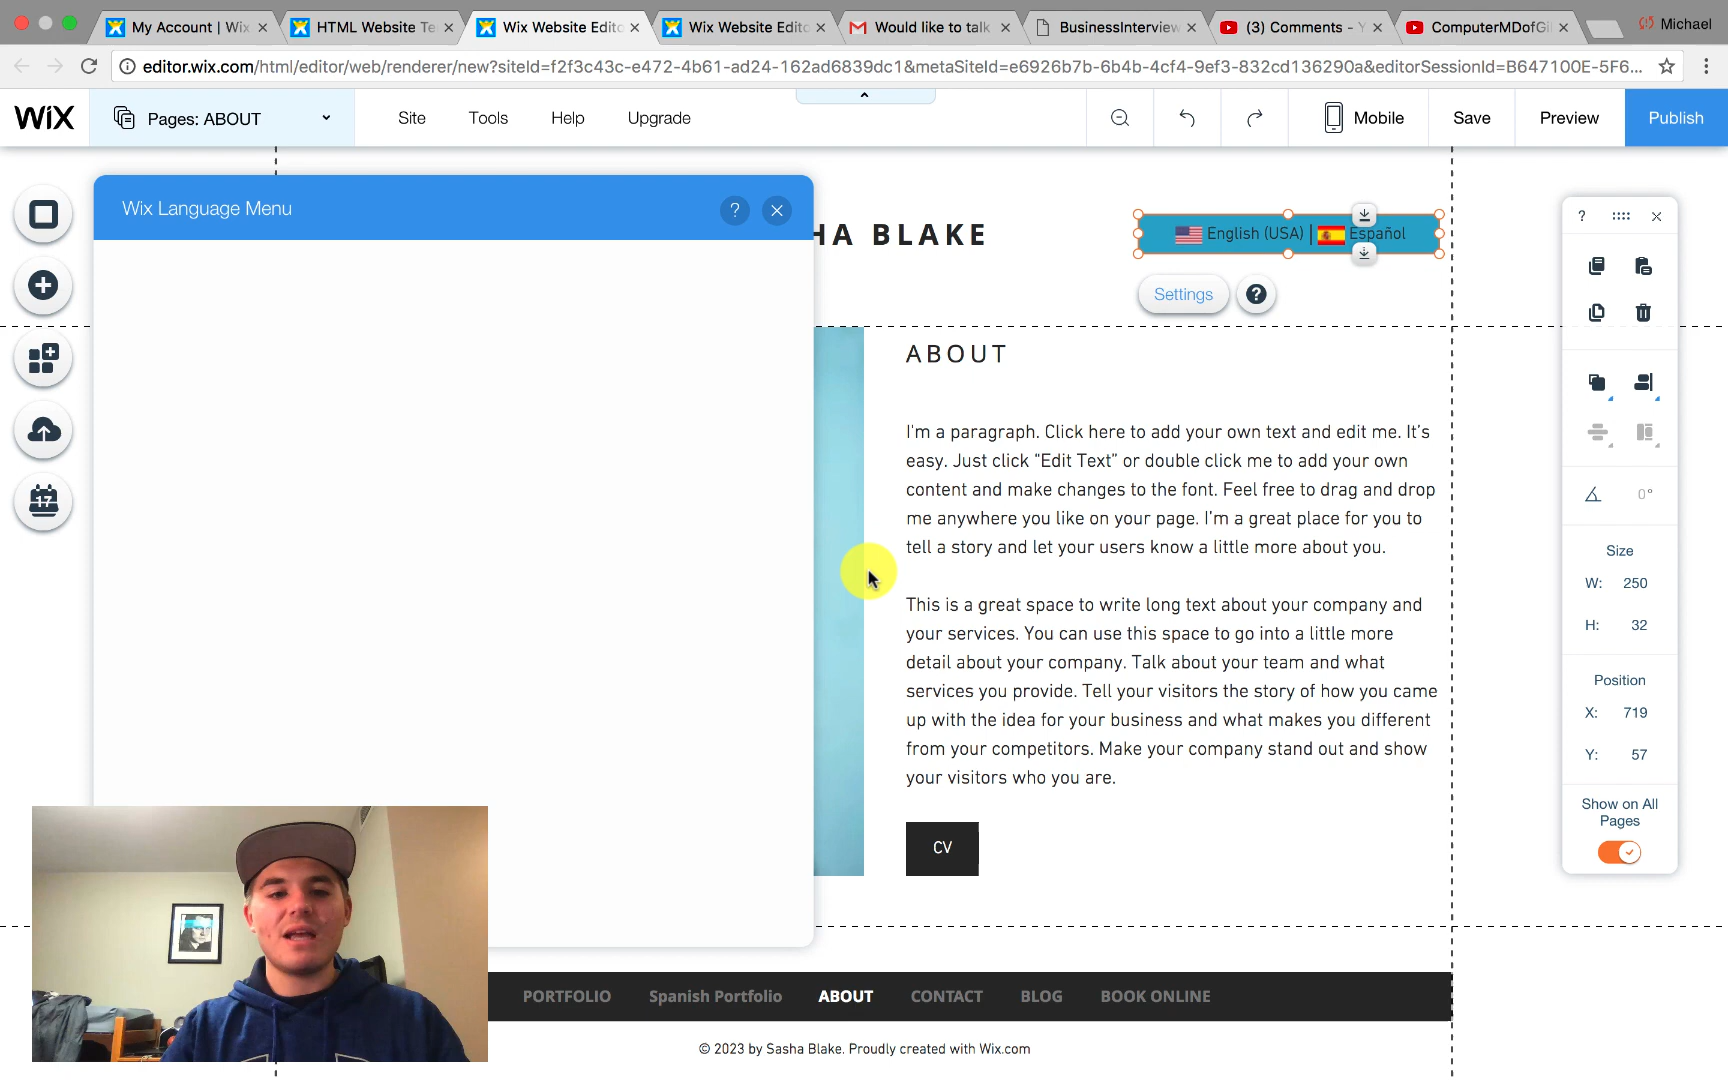 My Account | Wix
HTML Website Te
Wix Website Edito
Wix Website Edito
Would like to talk
BusinessInterview
(3) Comments - Y
ComputerMDofGil
Michael
editor.wix.com/html/editor/web/renderer/new?siteId=f2f3c43c-e472-4b61-ad24-162ad6839dc1&metaSiteId=e6926b7b-6b4b-4cf4-9ef3-832cd136290a&editorSessionId=B647100E-5F6...
WiX
Pages: ABOUT
Site
Tools
Help
Upgrade
Mobile
Save
Preview
Publish
Wix Language Menu
?
HA BLAKE
English (USA) | Español
Settings
?
?
17
ABOUT
I'm a paragraph. Click here to add your own text and edit me. It's
easy. Just click "Edit Text" or double click me to add your own
content and make changes to the font. Feel free to drag and drop
me anywhere you like on your page. I'm a great place for you to
tell a story and let your users know a little more about you.
This is a great space to write long text about your company and
your services. You can use this space to go into a little more
detail about your company. Talk about your team and what
services you provide. Tell your visitors the story of how you came
up with the idea for your business and what makes you different
from your competitors. Make your company stand out and show
your visitors who you are.
CV
0°
Size
W: 250
H: 32
Position
X: 719
Y: 57
Show on All
Pages
PORTFOLIO
Spanish Portfolio
ABOUT
CONTACT
BLOG
BOOK ONLINE
© 2023 by Sasha Blake. Proudly created with Wix.com